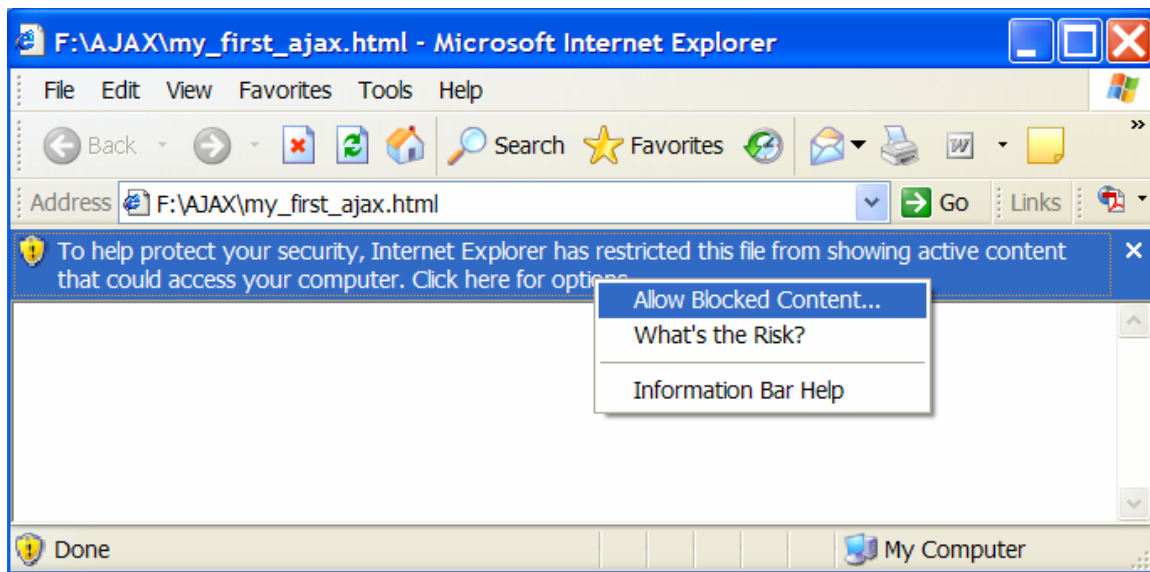 F:\AJAX\my_first_ajax.html - Microsoft Internet Explorer
File Edit View Favorites Tools Help
Back Search Favorites W »
Address F:\AJAX\my_first_ajax.html Go Links
To help protect your security, Internet Explorer has restricted this file from showing active content
that could access your computer. Click here for options
Allow Blocked Content...
What's the Risk?
Information Bar Help
Done My Computer